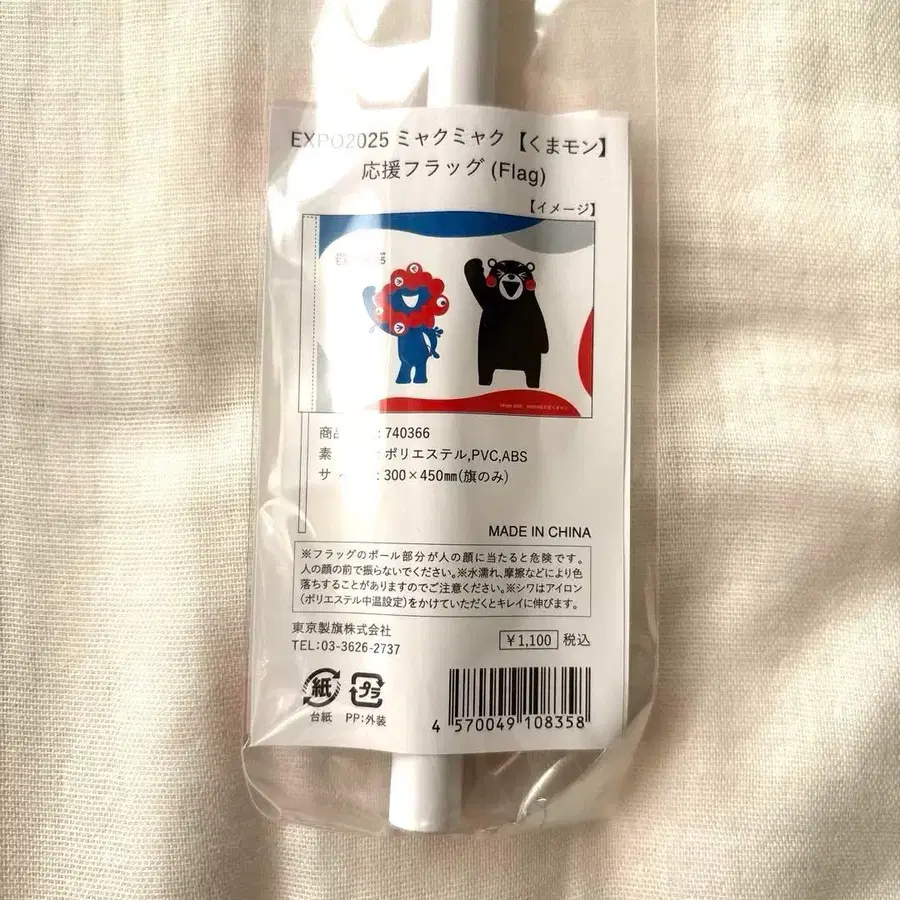 EXPO2025 ミャクミャク【くまモン】
応援フラッグ (Flag)
【イメージ】
商品 : 740366
素 : ポリエステル,PVC,ABS
サイ : 300×450㎜(旗のみ)
MADE IN CHINA
※フラッグのポール部分が人の顔に当たると危険です。
人の顔の前で振らないでください。※水濡れ、摩擦などにより色
落ちすることがありますのでご注意ください。※シワはアイロン
(ポリエステル中温設定)をかけていただくとキレイに伸びます。
東京製旗株式会社
TEL:03-3626-2737
¥1,100 税込
紙 プラ
台紙 PP:外装
4 570049 108358